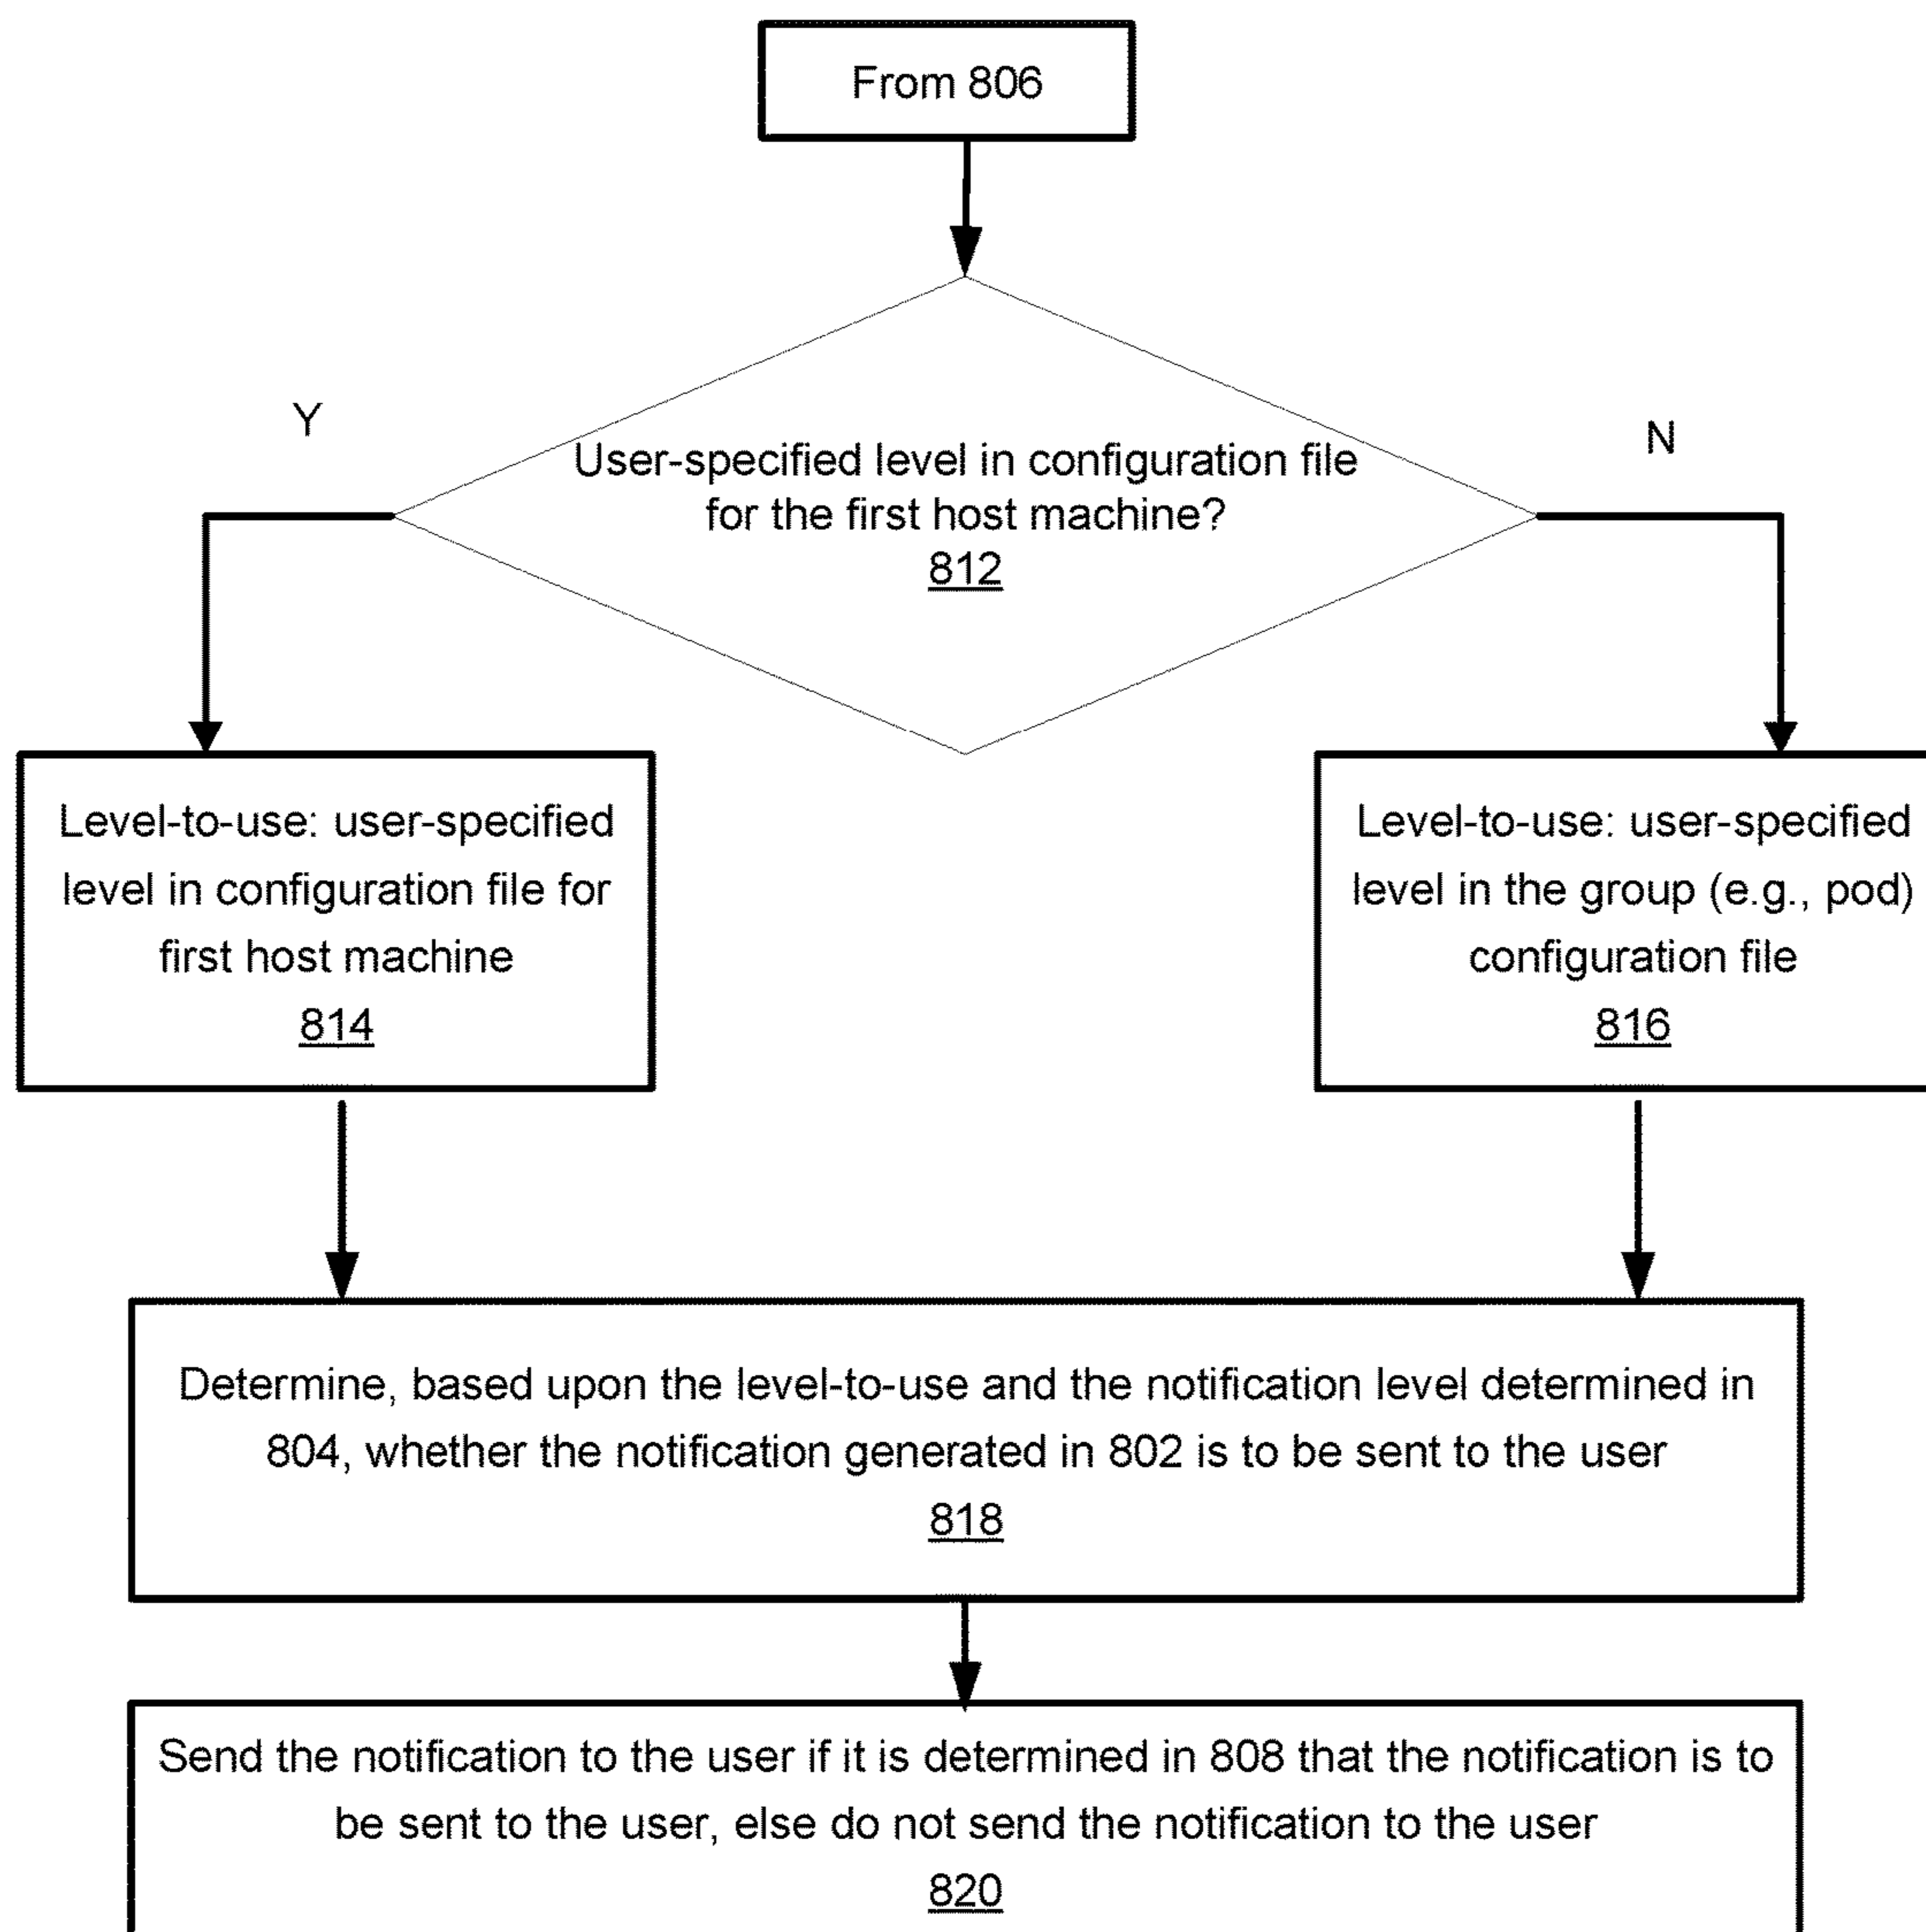 From 806
Y
N
User-specified level in configuration file
for the first host machine?
812
Level-to-use: user-specified
level in configuration file for
first host machine
814
Level-to-use: user-specified
level in the group (e.g., pod)
configuration file
816
Determine, based upon the level-to-use and the notification level determined in
804, whether the notification generated in 802 is to be sent to the user
818
Send the notification to the user if it is determined in 808 that the notification is to
be sent to the user, else do not send the notification to the user
820